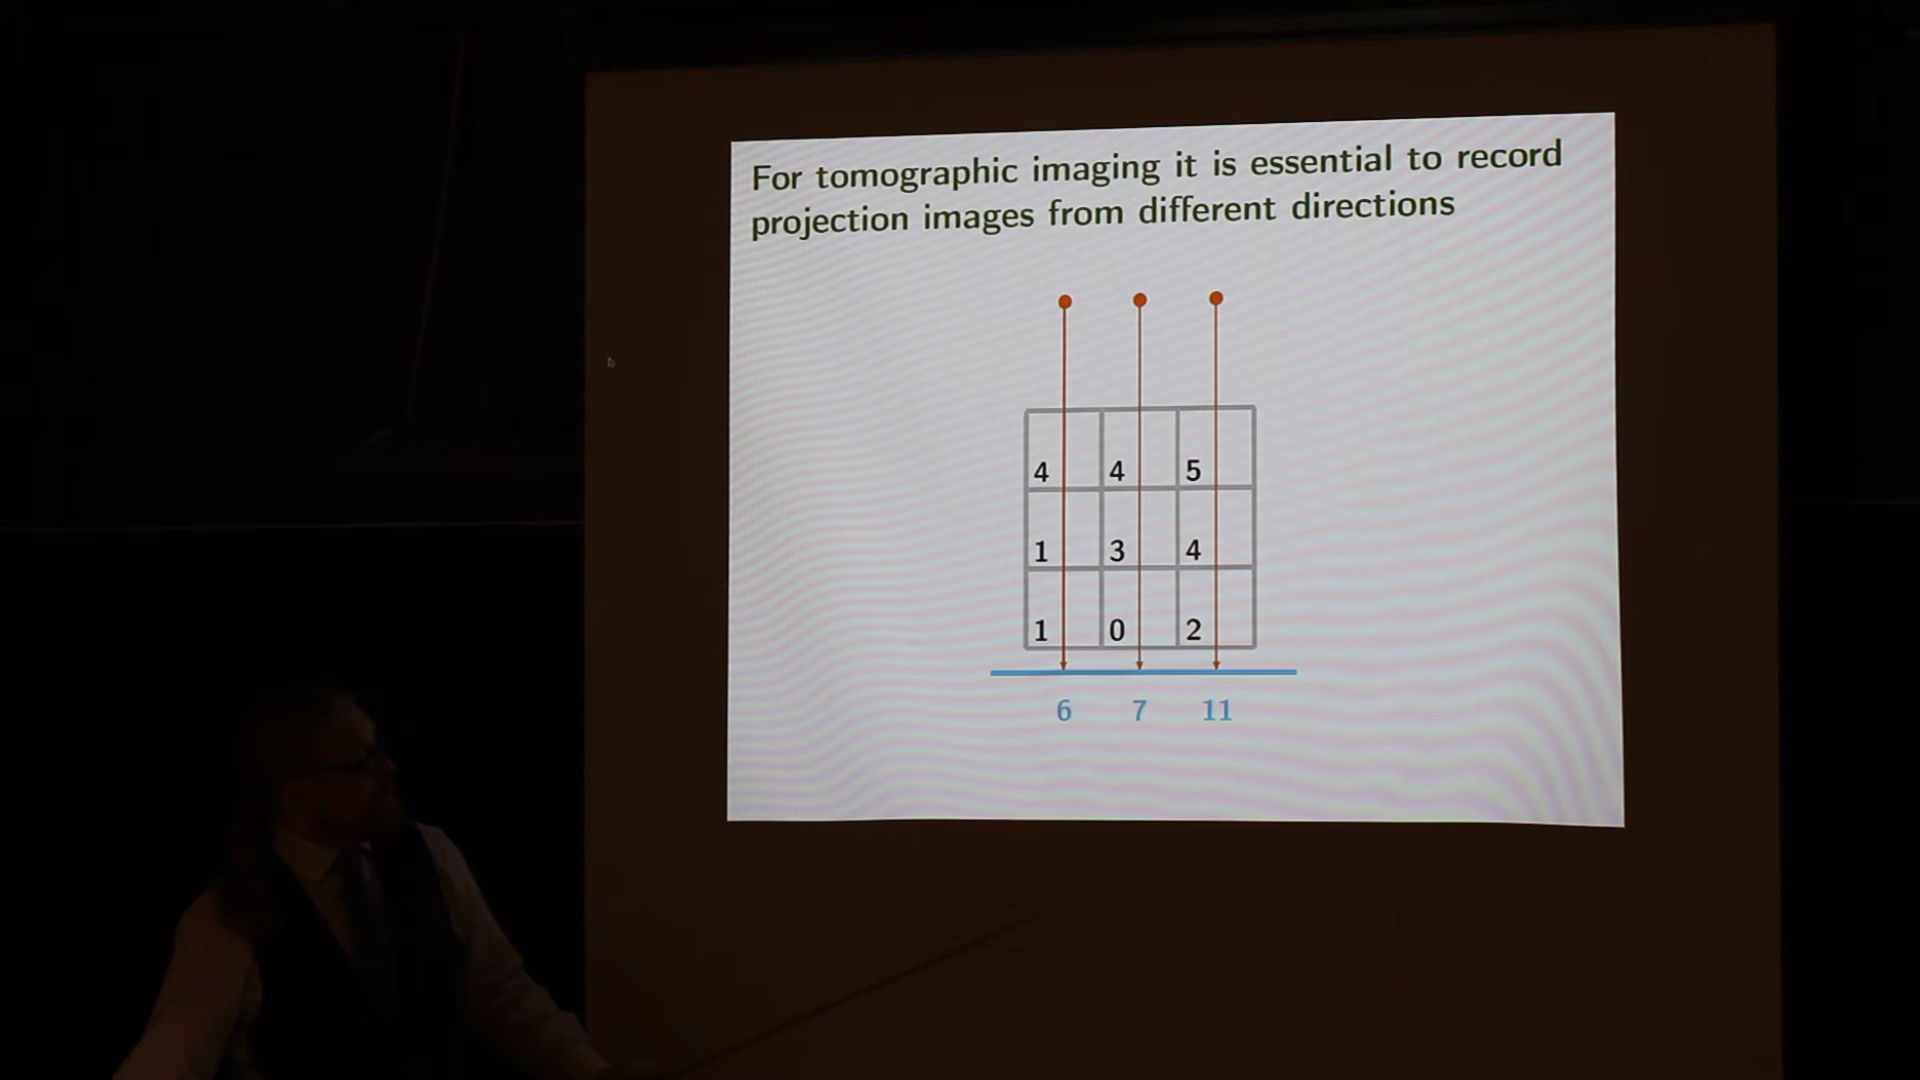 For tomographic imaging it is essential to record
projection images from different directions
4 4 5
1 3 4
1 0 2
6 7 11